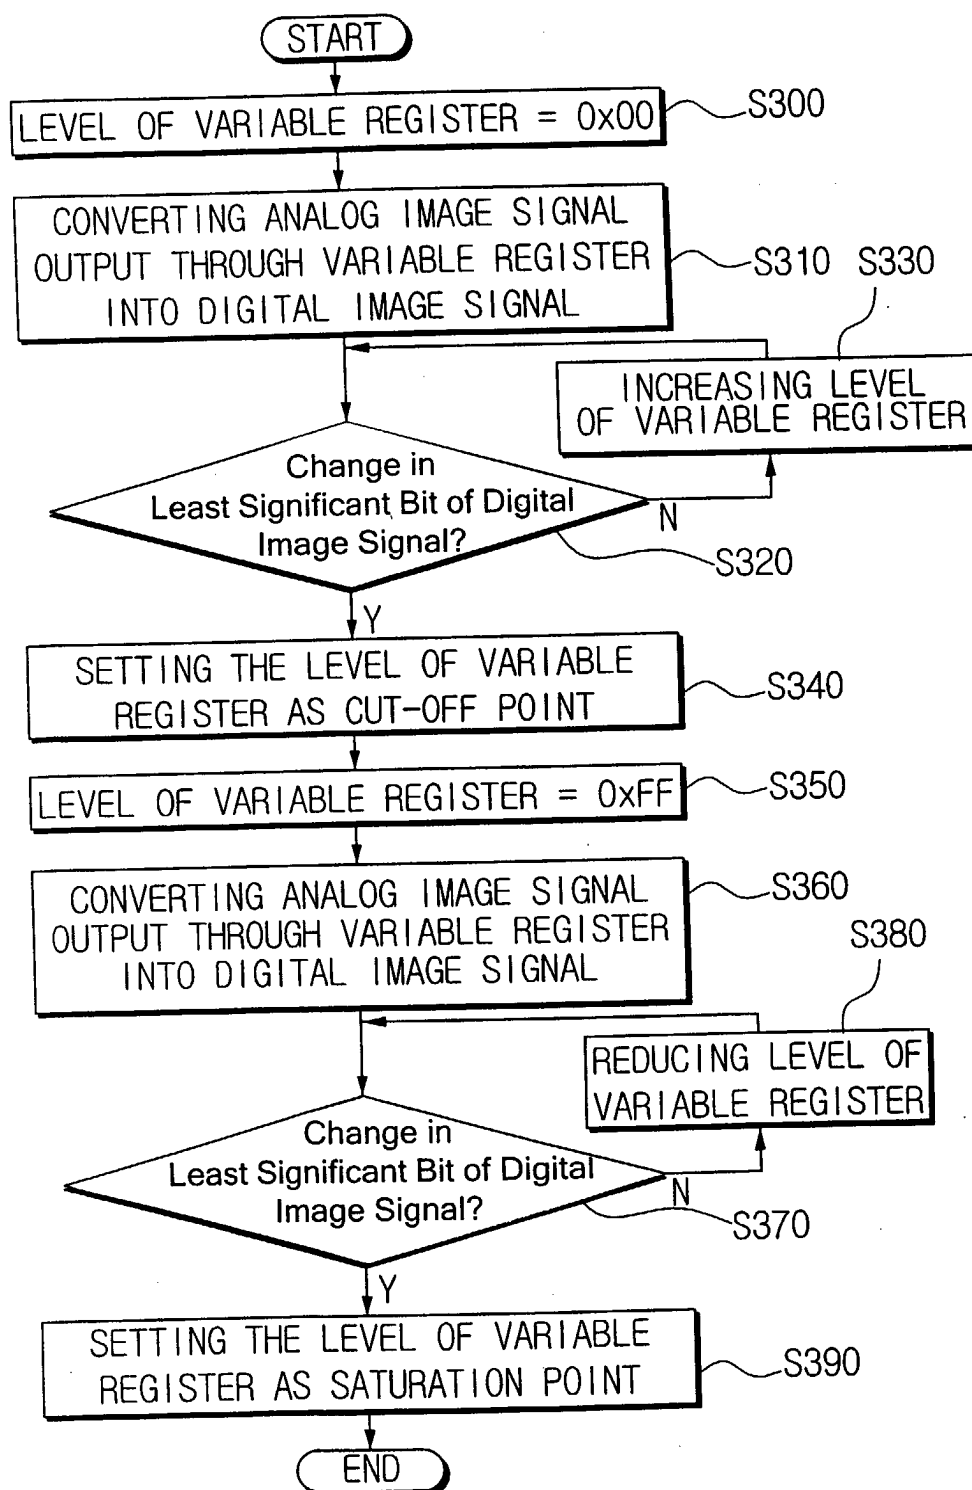 START
LEVEL OF VARIABLE REGISTER = 0x00
S300
CONVERTING ANALOG IMAGE SIGNAL
OUTPUT THROUGH VARIABLE REGISTER
INTO DIGITAL IMAGE SIGNAL
S310
S330
INCREASING LEVEL
OF VARIABLE REGISTER
Change in
Least Significant Bit of Digital
Image Signal?
N
S320
Y
SETTING THE LEVEL OF VARIABLE
REGISTER AS CUT-OFF POINT
S340
LEVEL OF VARIABLE REGISTER = 0xFF
S350
CONVERTING ANALOG IMAGE SIGNAL
OUTPUT THROUGH VARIABLE REGISTER
INTO DIGITAL IMAGE SIGNAL
S360
S380
REDUCING LEVEL OF
VARIABLE REGISTER
Change in
Least Significant Bit of Digital
Image Signal?
N
S370
Y
SETTING THE LEVEL OF VARIABLE
REGISTER AS SATURATION POINT
S390
END